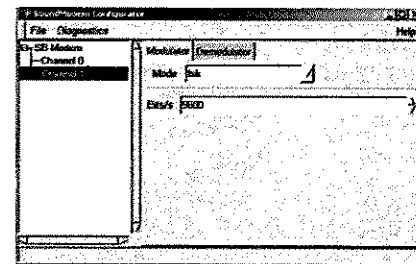 SoundModem Configurator
File Diagnostics Help
SB-Modem
Channel 0
Modulator Demodulator
Mode fsk
Bits/s 9600